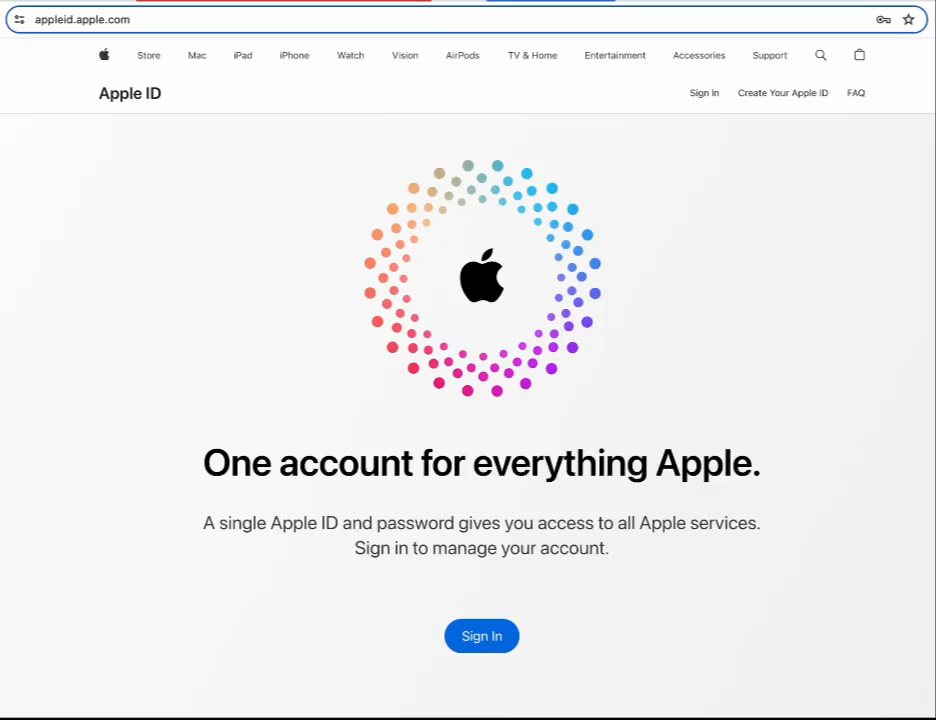 appleid.apple.com
Store Mac iPad iPhone Watch Vision AirPods TV & Home Entertainment Accessories Support
Apple ID
Sign In Create Your Apple ID FAQ
One account for everything Apple.
A single Apple ID and password gives you access to all Apple services.
Sign in to manage your account.
Sign In